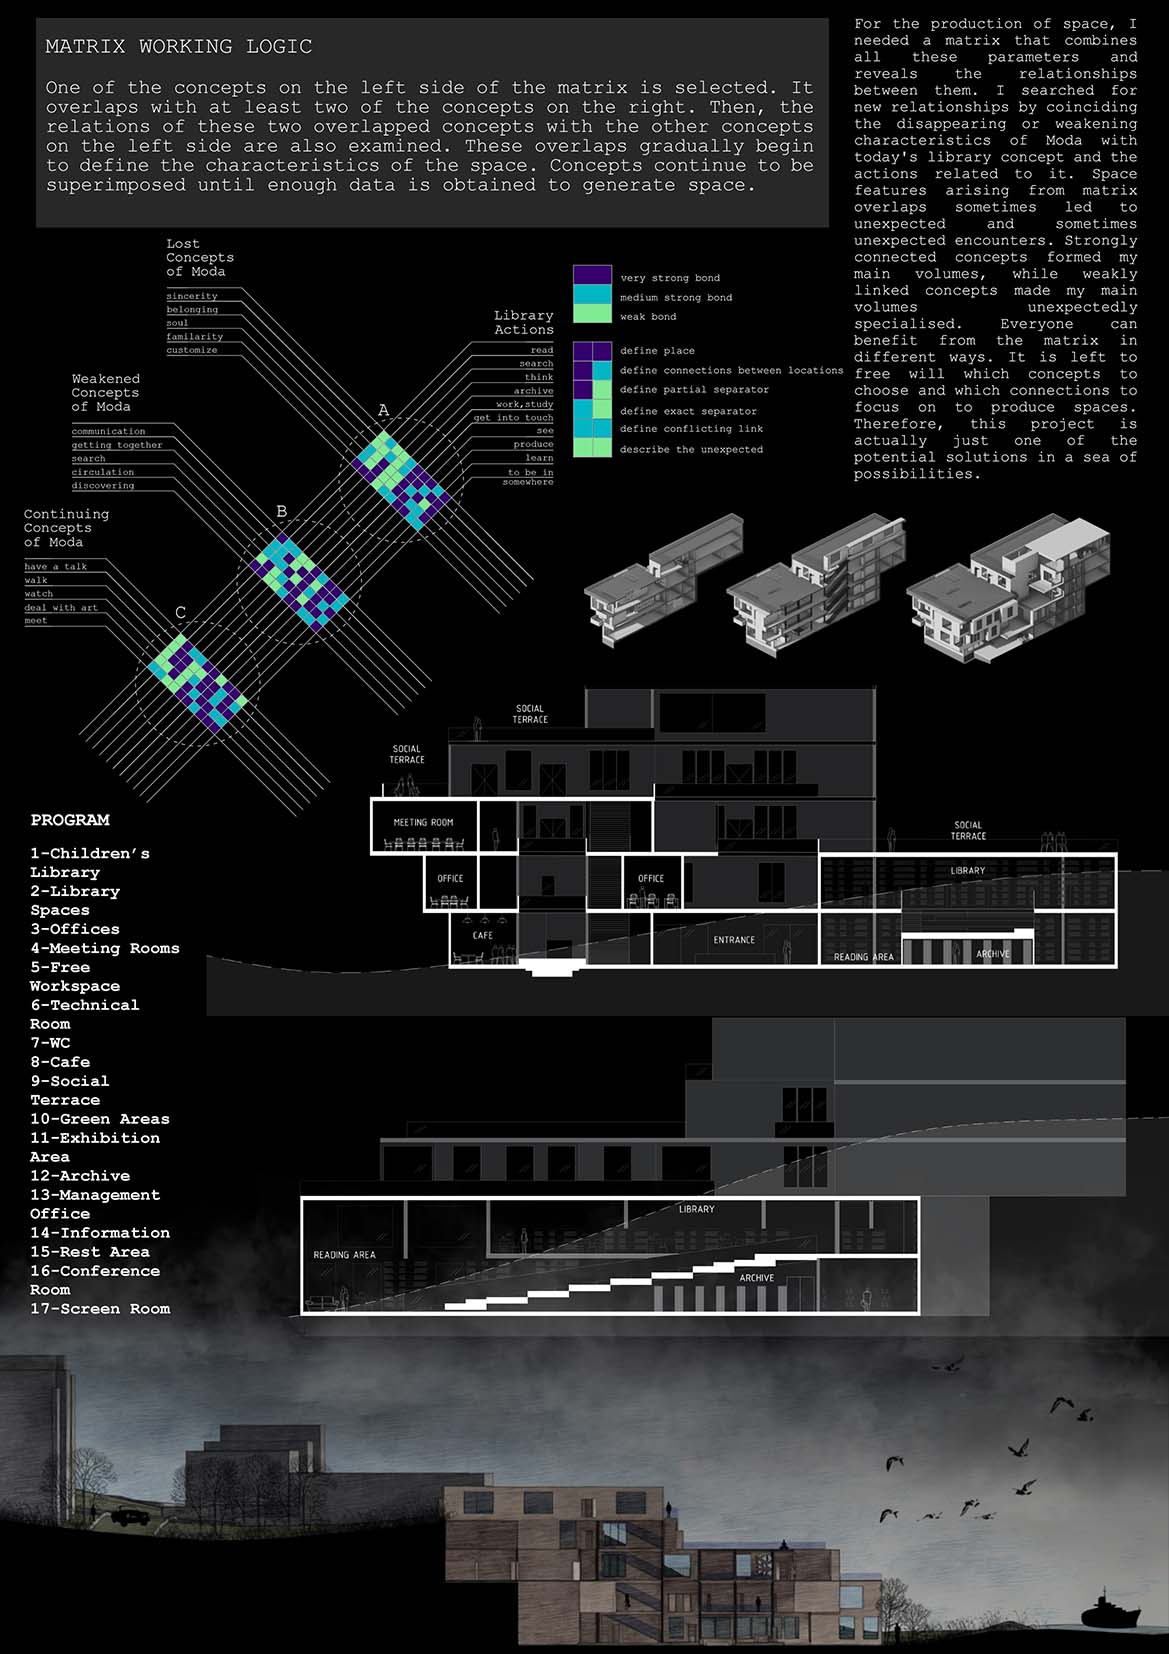 MATRIX WORKING LOGIC
One of the concepts on the left side of the matrix is selected. It
overlaps with at least two of the concepts on the right. Then, the
relations of these two overlapped concepts with the other concepts
on the left side are also examined. These overlaps gradually begin
to define the characteristics of the space. Concepts continue to be
superimposed until enough data is obtained to generate space.
For the production of space, I
needed a matrix that combines
all these parameters and
reveals the relationships
between them. I searched for
new relationships by coinciding
the disappearing or weakening
characteristics of Moda with
today's library concept and the
actions related to it. Space
features arising from matrix
overlaps sometimes led to
unexpected and sometimes
unexpected encounters. Strongly
connected concepts formed my
main volumes, while weakly
linked concepts made my main
volumes unexpectedly
specialised. Everyone can
benefit from the matrix in
different ways. It is left to
free will which concepts to
choose and which connections to
focus on to produce spaces.
Therefore, this project is
actually just one of the
potential solutions in a sea of
possibilities.
Lost
Concepts
of Moda
sincerity
belonging
soul
familarity
customize
Weakened
Concepts
of Moda
communication
getting together
search
circulation
discovering
Continuing
Concepts
of Moda
have a talk
walk
watch
deal with art
meet
A
B
C
Library
Actions
read
search
think
archive
work,study
get into touch
see
produce
learn
to be in
somewhere
very strong bond
medium strong bond
weak bond
define place
define connections between locations
define partial separator
define exact separator
define conflicting link
describe the unexpected
PROGRAM
1-Children's
Library
2-Library
Spaces
3-Offices
4-Meeting Rooms
5-Free
Workspace
6-Technical
Room
7-WC
8-Cafe
9-Social
Terrace
10-Green Areas
11-Exhibition
Area
12-Archive
13-Management
Office
14-Information
15-Rest Area
16-Conference
Room
17-Screen Room
SOCIAL
TERRACE
SOCIAL
TERRACE
MEETING ROOM
SOCIAL
TERRACE
OFFICE
OFFICE
LIBRARY
CAFE
ENTRANCE
READING AREA
ARCHIVE
LIBRARY
READING AREA
ARCHIVE